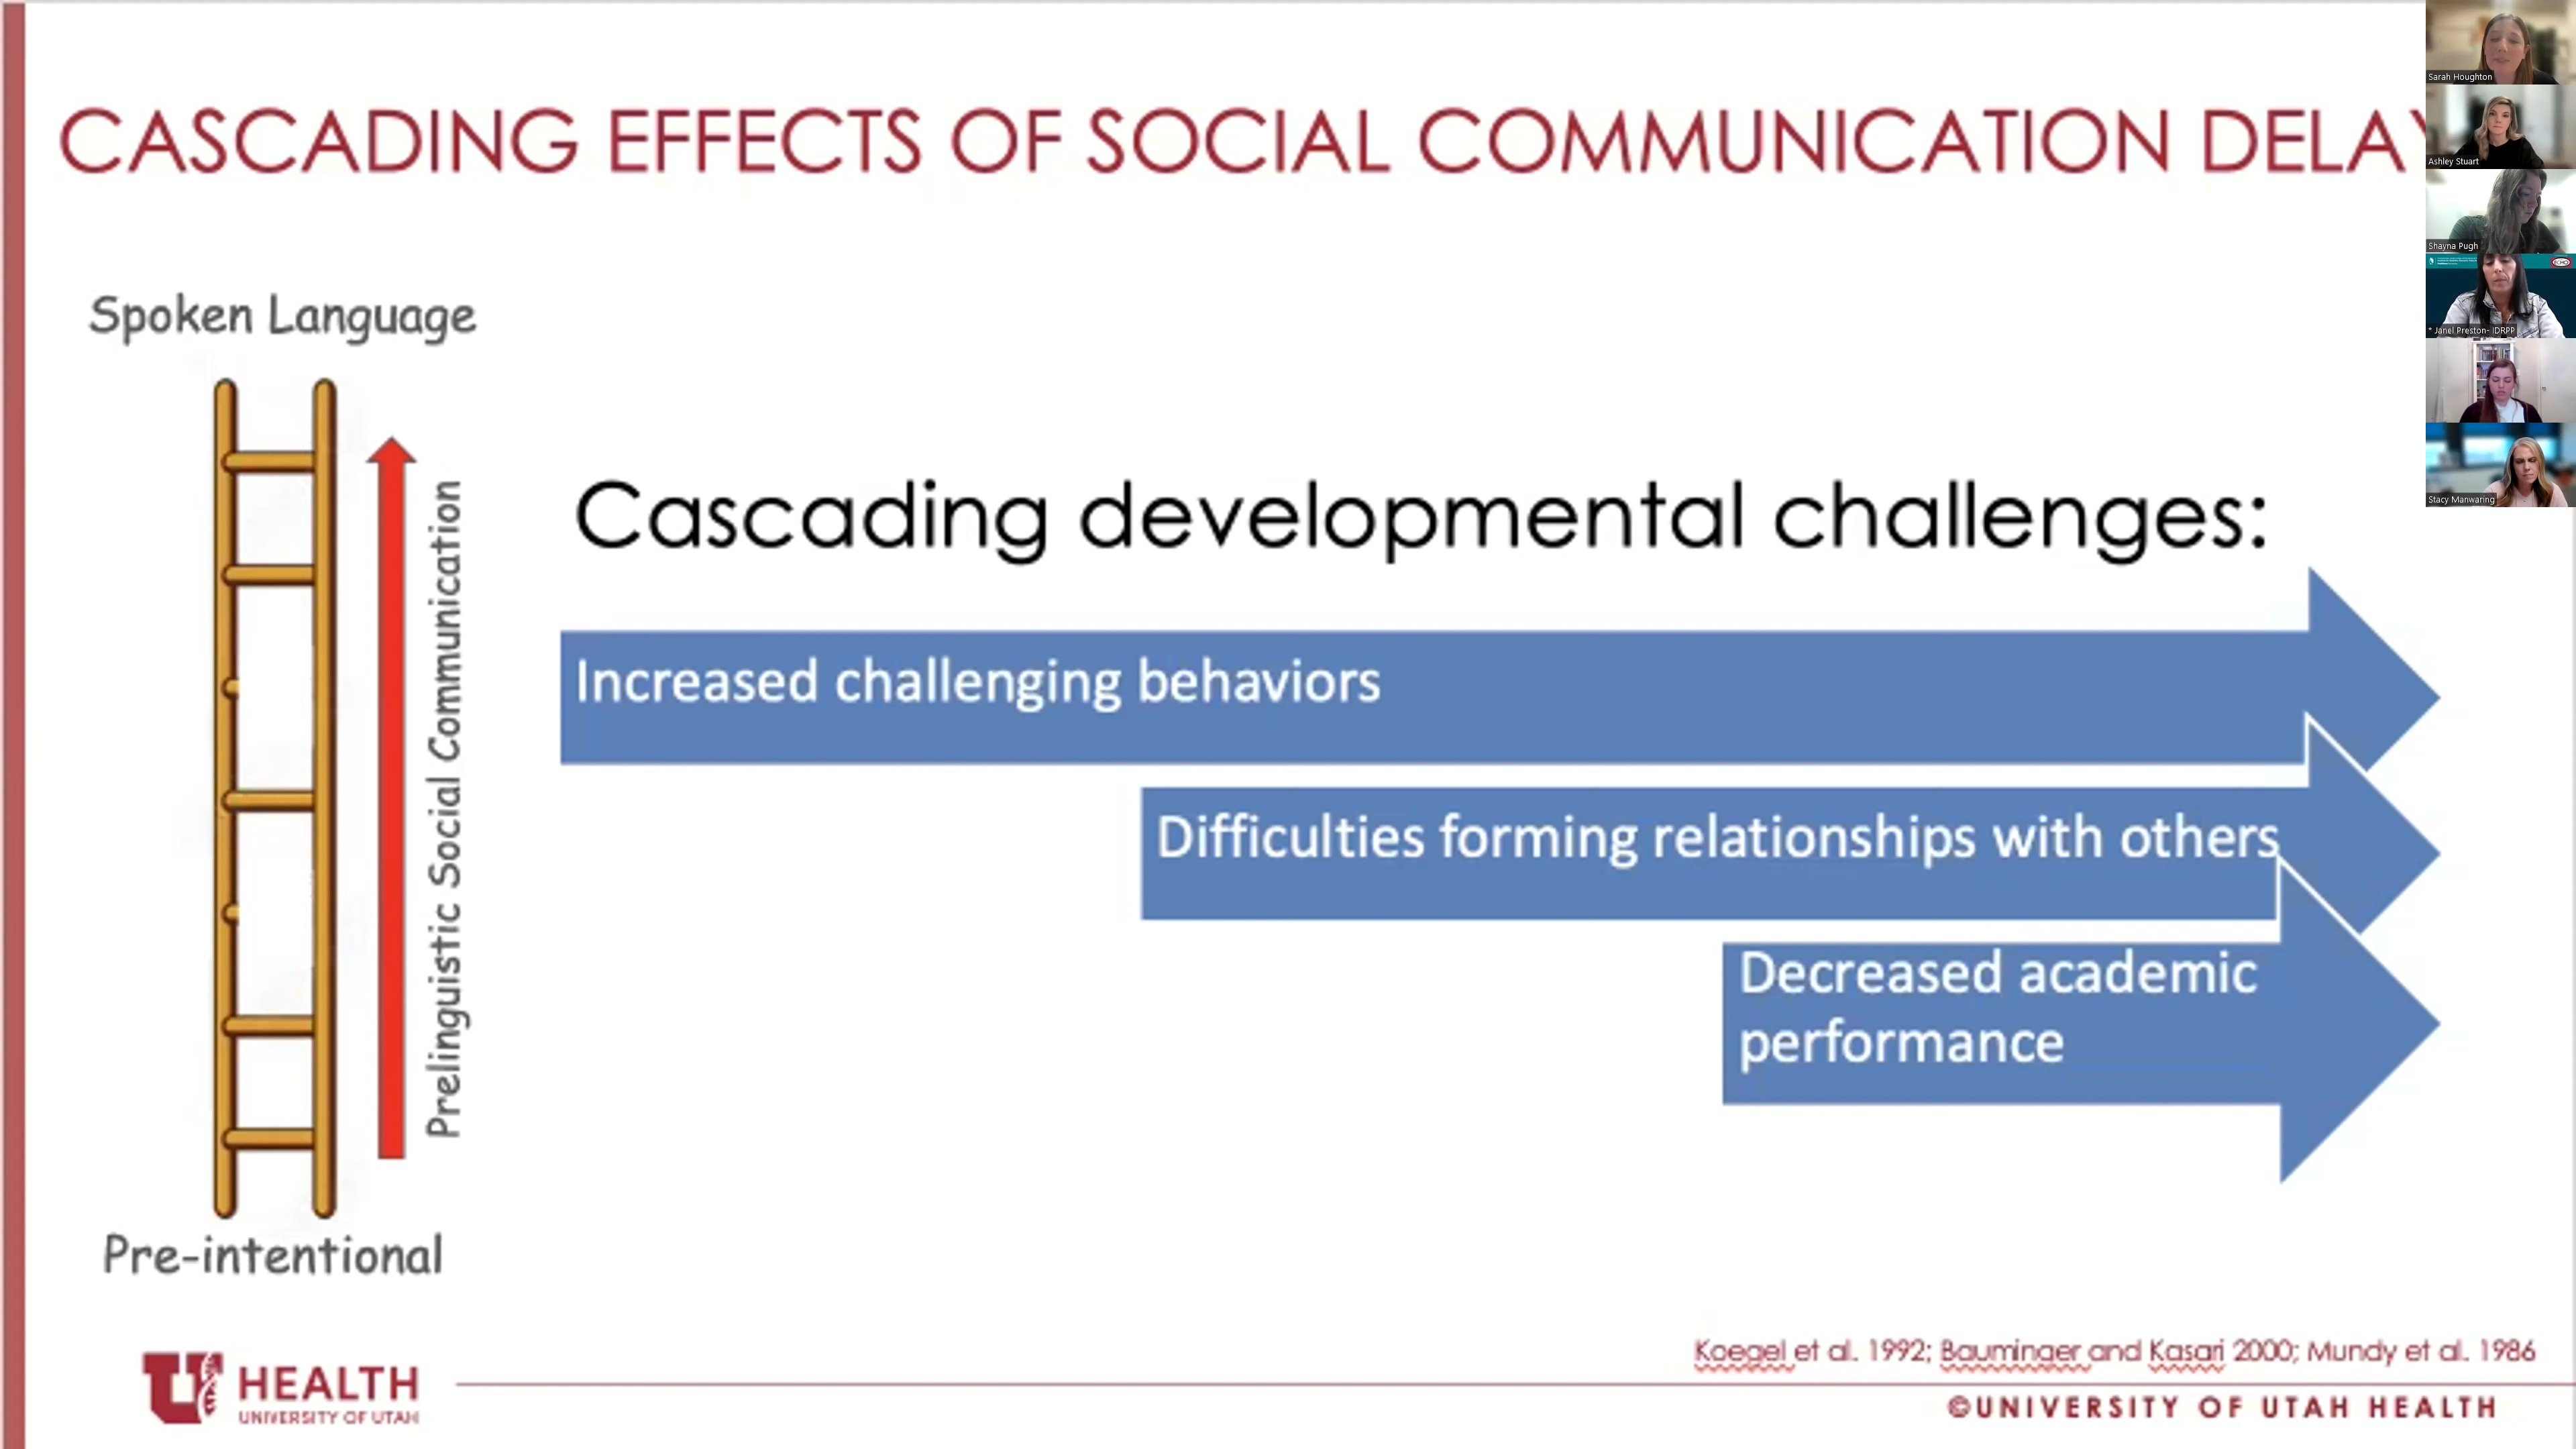 CASCADING EFFECTS OF SOCIAL COMMUNICATION DELAY
Spoken Language
Prelinguistic Social Communication
Pre-intentional
Cascading developmental challenges:
Increased challenging behaviors
Difficulties forming relationships with others
Decreased academic
performance
Koegel et al. 1992; Bauminger and Kasari 2000; Mundy et al. 1986
U HEALTH
UNIVERSITY OF UTAH
©UNIVERSITY OF UTAH HEALTH
Sarah Houghton
Ashley Stuart
Shayna Pugh
* Janel Preston- IDRPP
Stacy Manwaring